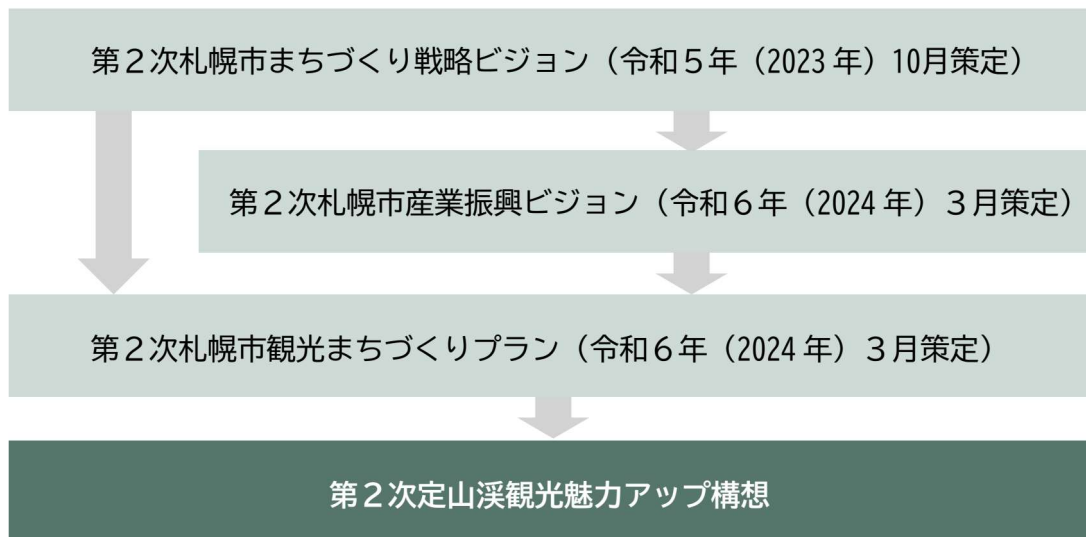 第２次札幌市まちづくり戦略ビジョン（令和５年（2023 年）10月策定）
第２次札幌市産業振興ビジョン（令和６年（2024 年）３月策定）
第２次札幌市観光まちづくりプラン（令和６年（2024 年）３月策定）
第２次定山渓観光魅力アップ構想